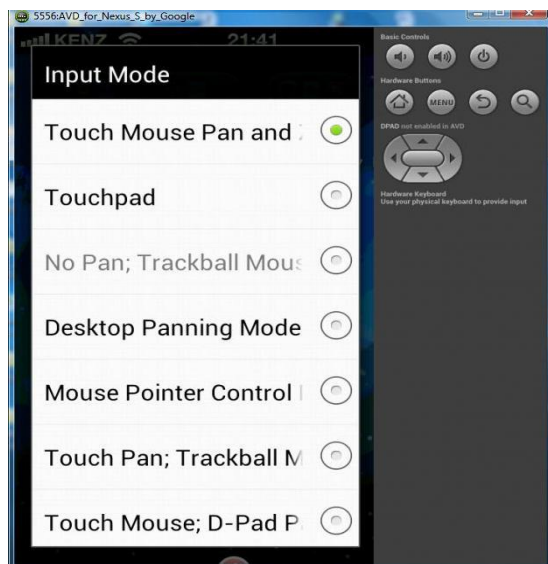 5556:AVD_for_Nexus_S_by_Google
KENZ 21:41
Input Mode
Touch Mouse Pan and
Touchpad
No Pan; Trackball Mous
Desktop Panning Mode
Mouse Pointer Control
Touch Pan; Trackball M
Touch Mouse; D-Pad P
Basic Controls
Hardware Buttons
MENU
DPAD not enabled in AVD
Hardware Keyboard
Use your physical keyboard to provide input